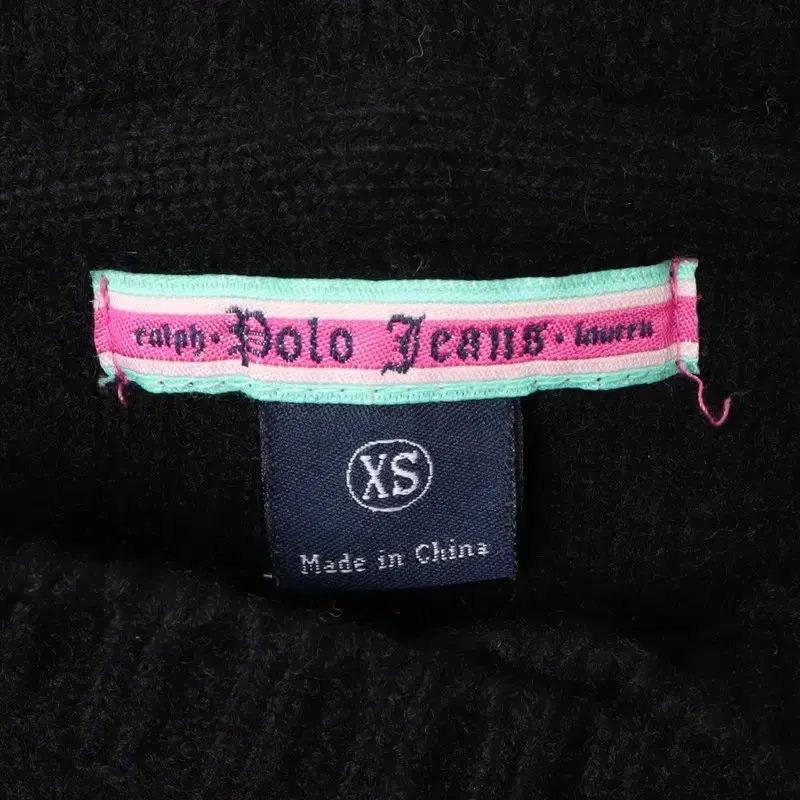 ralph • Polo Jeans • lauren
XS
Made in China